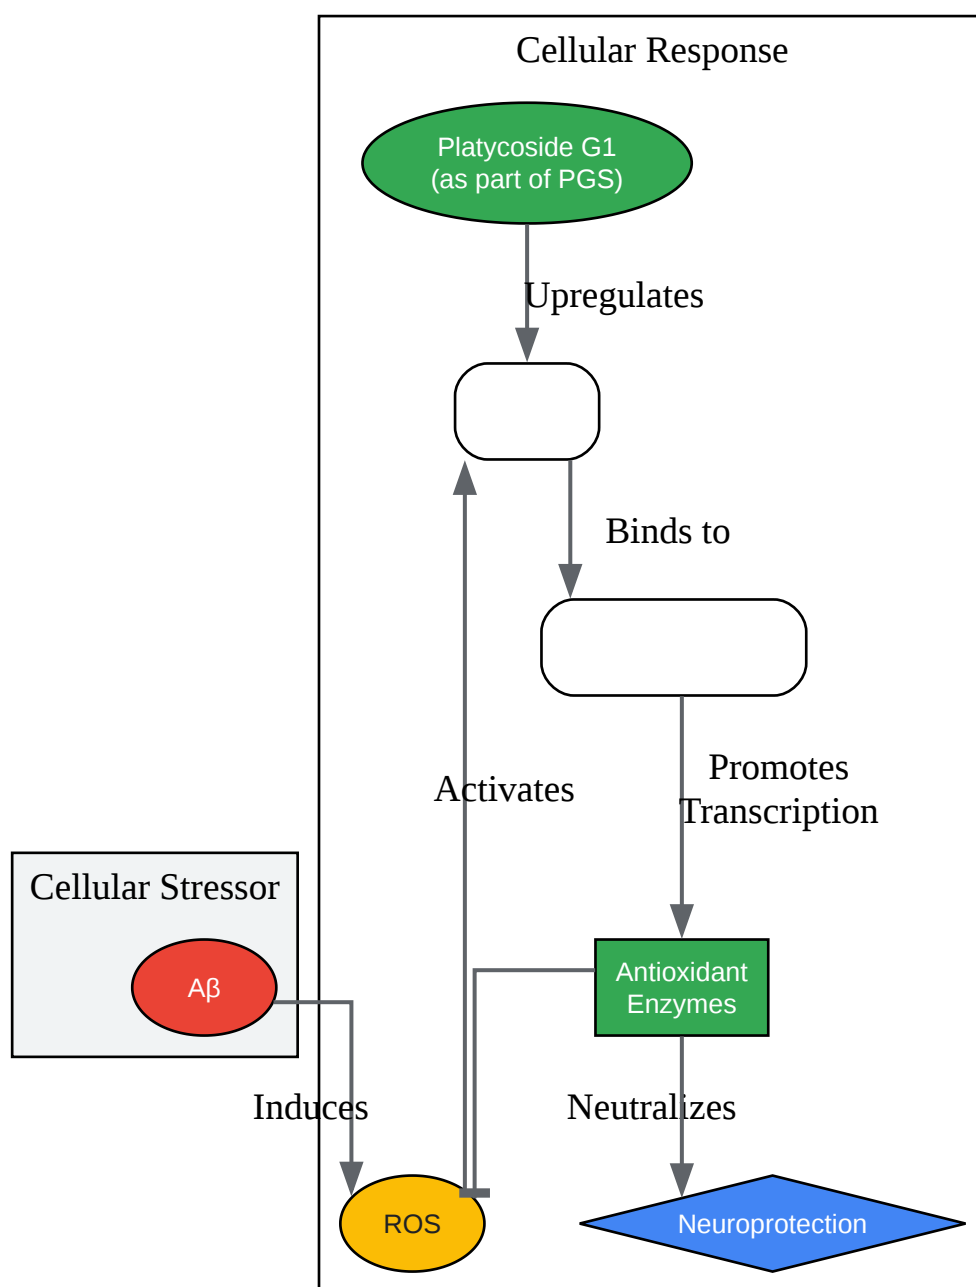 Cellular Response
Platycoside G1
(as part of PGS)
Upregulates
Binds to
Activates
Promotes
Transcription
Cellular Stressor
Aβ
Antioxidant
Enzymes
Induces
Neutralizes
ROS
Neuroprotection